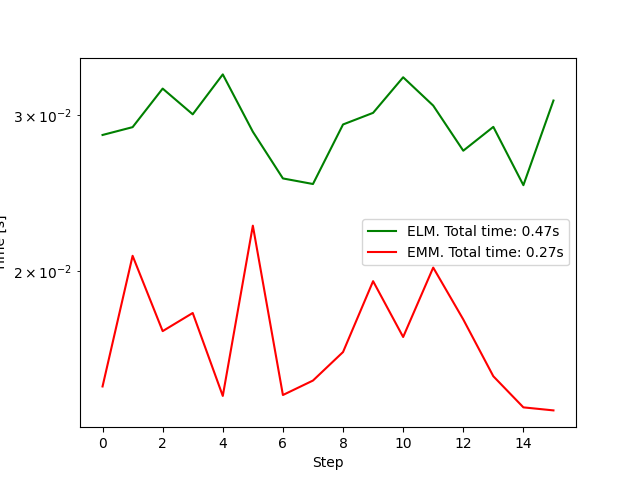 3 × 10⁻²
2 × 10⁻²
Time [s]
ELM. Total time: 0.47s
EMM. Total time: 0.27s
0 2 4 6 8 10 12 14
Step